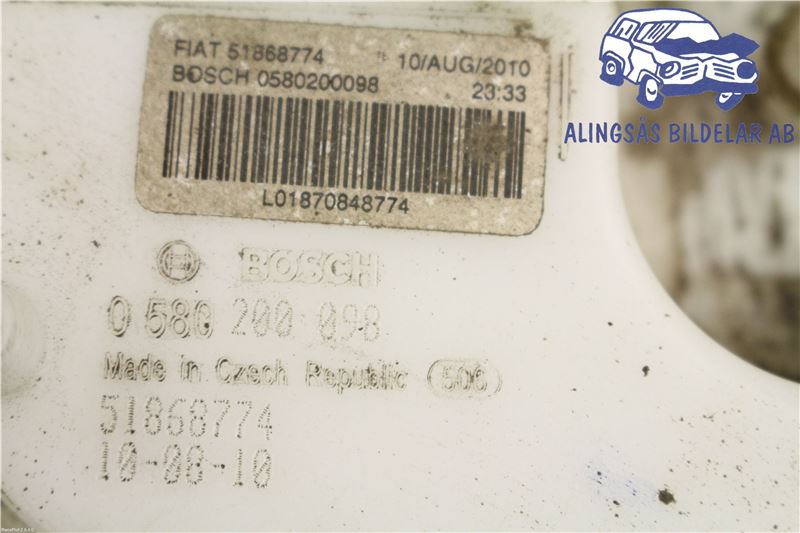 FIAT 51868774 10/AUG/2010
BOSCH 0580200098 23:33
L01870848774
ALINGSÅS BILDELAR AB
BOSCH
0 580 200 098
Made in Czech Republic 506
51868774
10-08-10